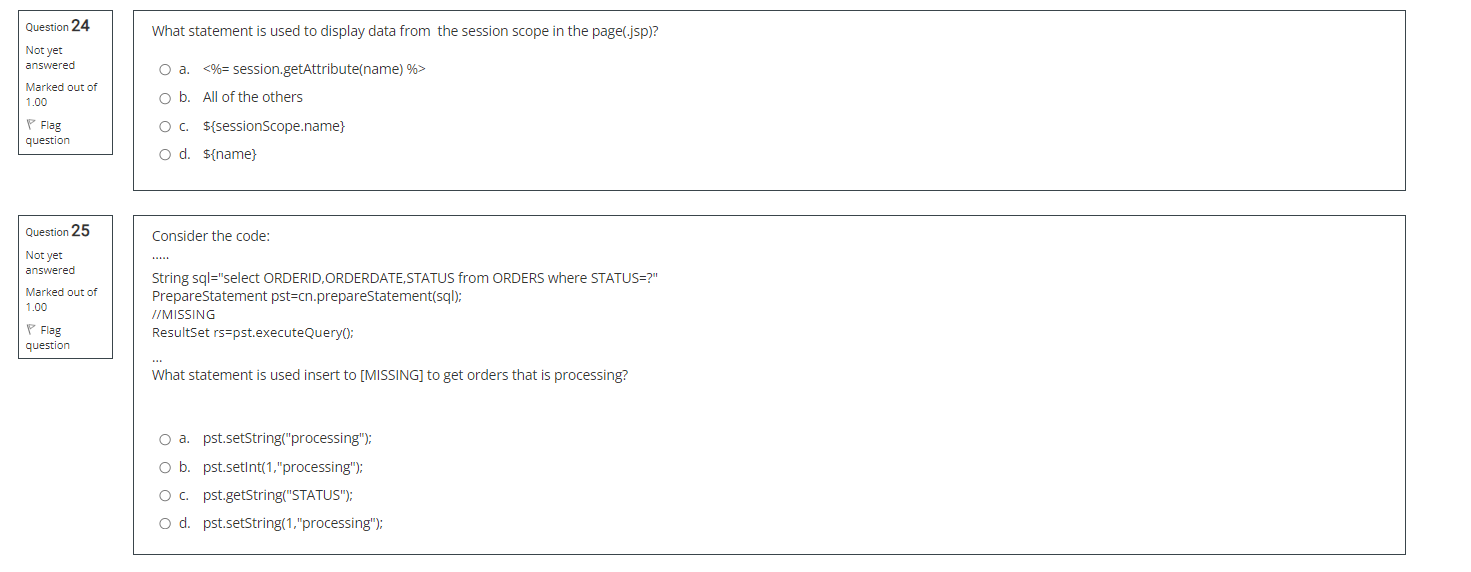 Question 24
Not yet
answered
Marked out of
1.00
Flag
question
What statement is used to display data from the session scope in the page(.jsp)?
a. <%= session.getAttribute(name) %>
b. All of the others
c. ${sessionScope.name}
d. ${name}
Question 25
Not yet
answered
Marked out of
1.00
Flag
question
Consider the code:
.....
String sql="select ORDERID,ORDERDATE,STATUS from ORDERS where STATUS=?"
PrepareStatement pst=cn.prepareStatement(sql);
//MISSING
ResultSet rs=pst.executeQuery();
...
What statement is used insert to [MISSING] to get orders that is processing?
a. pst.setString("processing");
b. pst.setInt(1,"processing");
c. pst.getString("STATUS");
d. pst.setString(1,"processing");